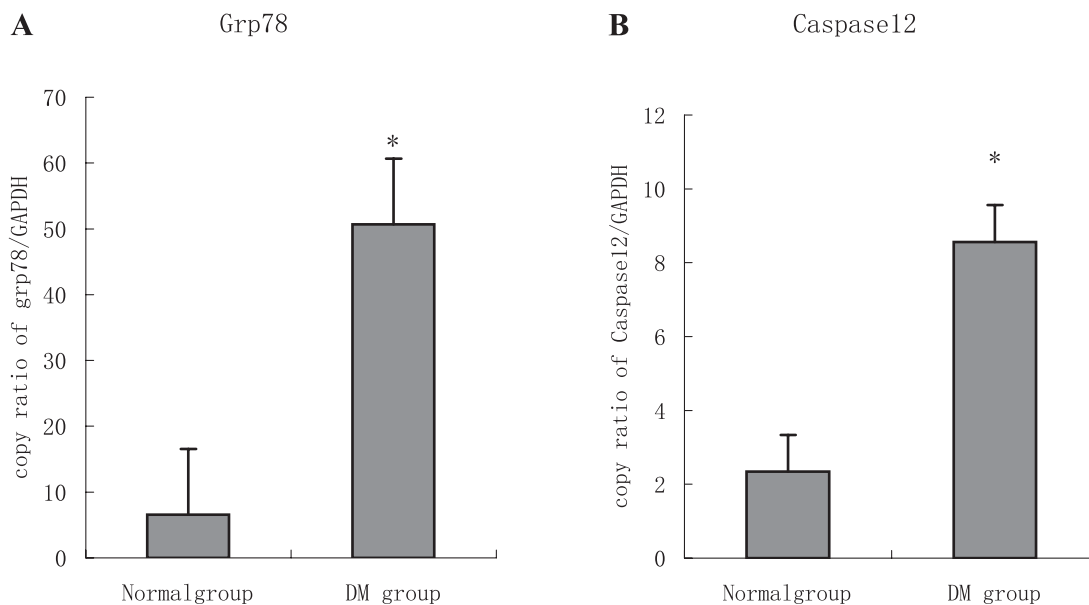 A
Grp78
copy ratio of grp78/GAPDH
70
60
50
40
30
20
10
0
*
Normalgroup
DM group
B
Caspase12
copy ratio of Caspase12/GAPDH
12
10
8
6
4
2
0
*
Normalgroup
DM group